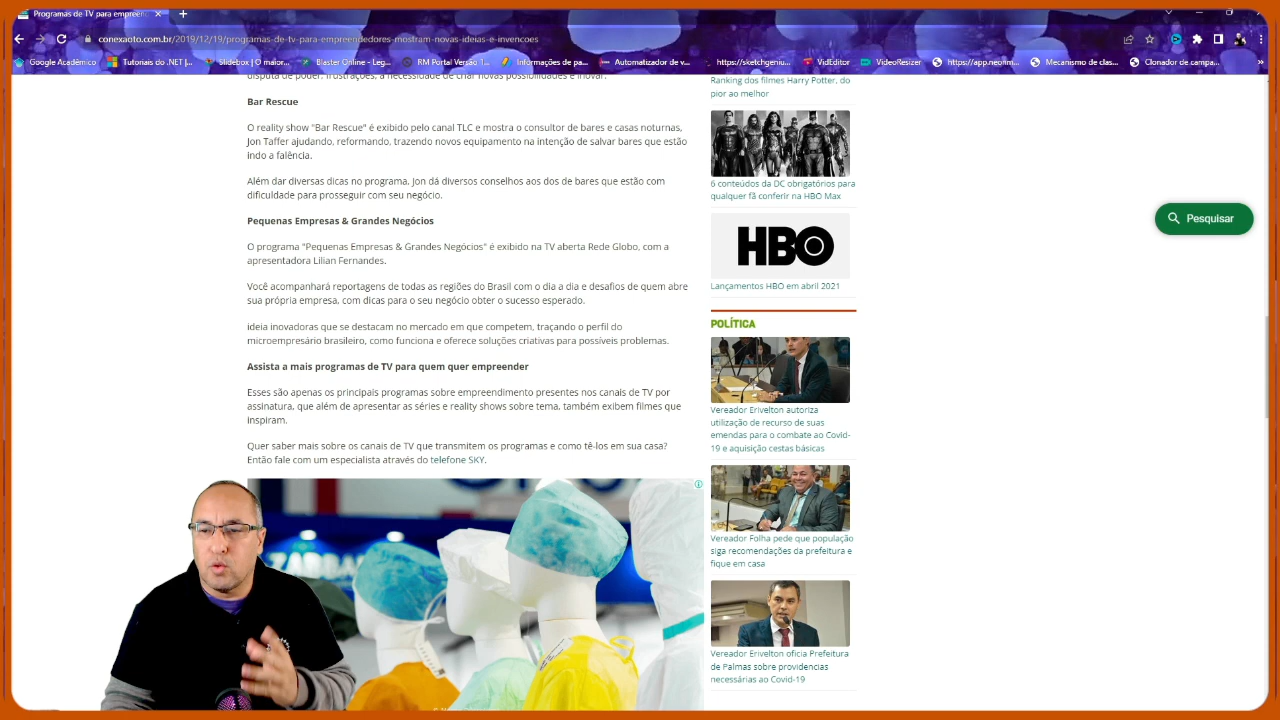 Programas de TV para empreen
conexaoto.com.br/2019/12/19/programas-de-tv-para-empreendedores-mostram-novas-ideias-e-invencoes
Google Acadêmico
Tutoriais do .NET |...
Slidebox | O maior...
Blaster Online - Leg...
RM Portal Versão 1...
Informações de pa...
Automatizador de v...
https://sketchgeniu...
VidEditor
VideoResizer
https://app.neonm...
Mecanismo de clas...
Clonador de campa...
disputa de poder. frustrações, a necessidade de criar novas possibilidades e inovar.
Bar Rescue
O reality show "Bar Rescue" é exibido pelo canal TLC e mostra o consultor de bares e casas noturnas,
Jon Taffer ajudando, reformando, trazendo novos equipamento na intenção de salvar bares que estão
indo a falência.
Além dar diversas dicas no programa, Jon dá diversos conselhos aos dos de bares que estão com
dificuldade para prosseguir com seu negócio.
Pequenas Empresas & Grandes Negócios
O programa "Pequenas Empresas & Grandes Negócios" é exibido na TV aberta Rede Globo, com a
apresentadora Lilian Fernandes.
Você acompanhará reportagens de todas as regiões do Brasil com o dia a dia e desafios de quem abre
sua própria empresa, com dicas para o seu negócio obter o sucesso esperado.
ideia inovadoras que se destacam no mercado em que competem, traçando o perfil do
microempresário brasileiro, como funciona e oferece soluções criativas para possíveis problemas.
Assista a mais programas de TV para quem quer empreender
Esses são apenas os principais programas sobre empreendimento presentes nos canais de TV por
assinatura, que além de apresentar as séries e reality shows sobre tema, também exibem filmes que
inspiram.
Quer saber mais sobre os canais de TV que transmitem os programas e como tê-los em sua casa?
Então fale com um especialista através do telefone SKY.
Ranking dos filmes Harry Potter, do
pior ao melhor
6 conteúdos da DC obrigatórios para
qualquer fã conferir na HBO Max
HBO
Lançamentos HBO em abril 2021
POLÍTICA
Vereador Erivelton autoriza
utilização de recurso de suas
emendas para o combate ao Covid-
19 e aquisição cestas básicas
Vereador Folha pede que população
siga recomendações da prefeitura e
fique em casa
Vereador Erivelton oficia Prefeitura
de Palmas sobre providencias
necessárias ao Covid-19
Pesquisar